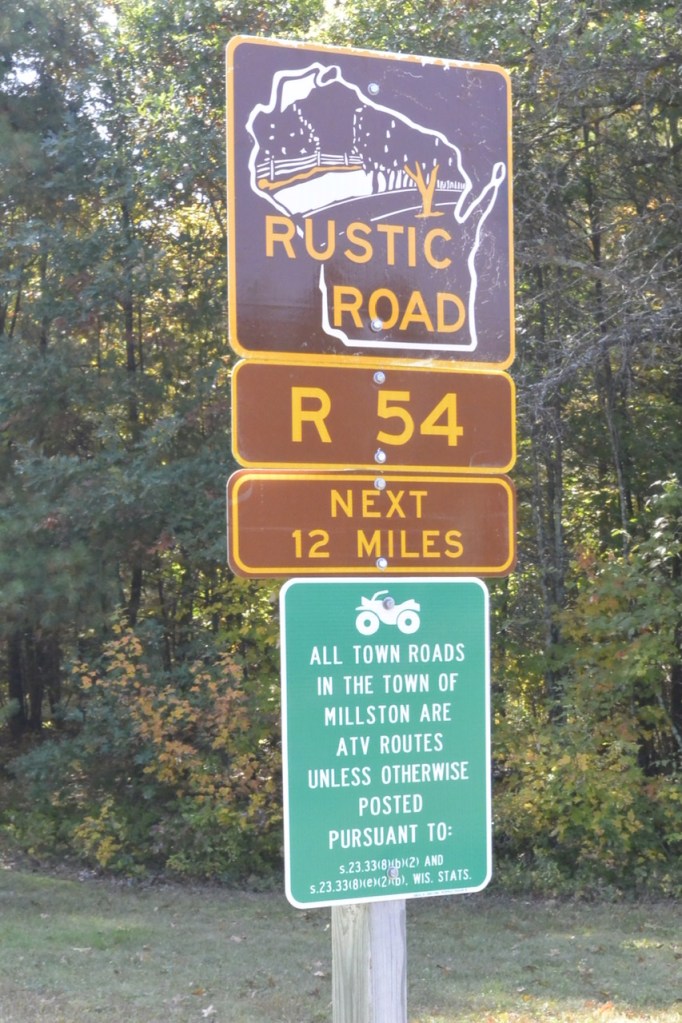 RUSTIC
ROAD
R 54
NEXT
12 MILES
ALL TOWN ROADS
IN THE TOWN OF
MILLSTON ARE
ATV ROUTES
UNLESS OTHERWISE
POSTED
PURSUANT TO:
s.23.33(8)(b)(2) AND
s.23.33(8)(e)(2)(b), WIS. STATS.